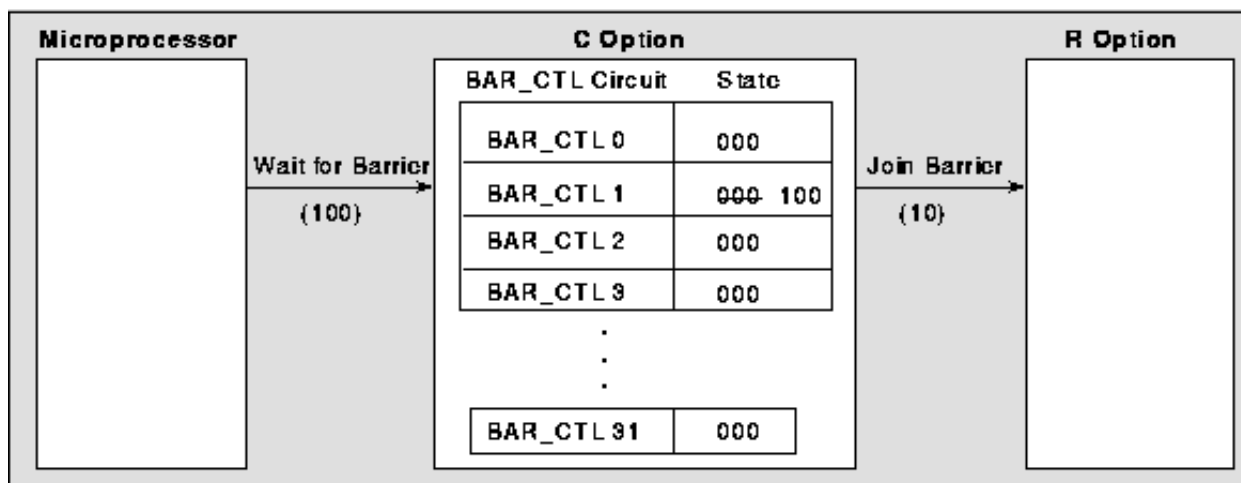 Microprocessor C Option R Option
BAR_CTL Circuit State
BAR_CTL 0 000
Wait for Barrier Join Barrier
BAR_CTL 1 000 100
(100) (10)
BAR_CTL 2 000
BAR_CTL 3 000
.
.
.
BAR_CTL 31 000